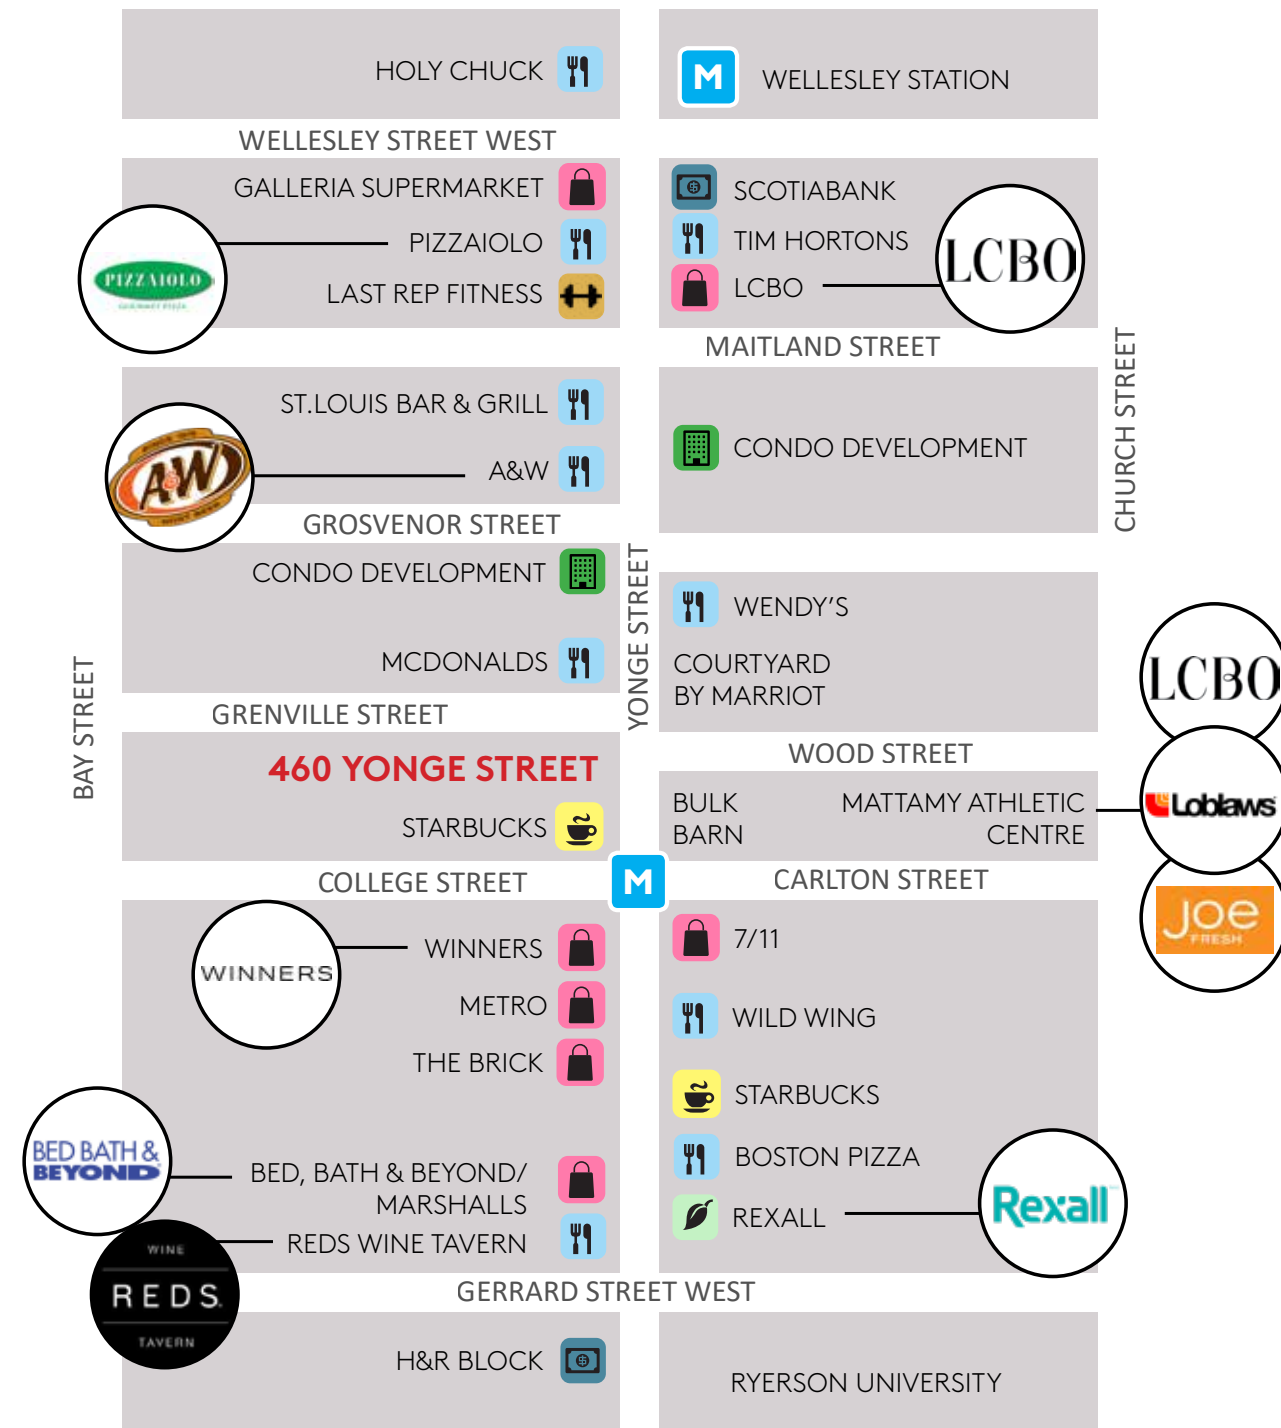 HOLY CHUCK
M
WELLESLEY STATION
WELLESLEY STREET WEST
GALLERIA SUPERMARKET
PIZZAIOLO
LAST REP FITNESS
PIZZAIOLO
SCOTIABANK
TIM HORTONS
LCBO
LCBO
MAITLAND STREET
CHURCH STREET
ST.LOUIS BAR & GRILL
A&W
A&W
CONDO DEVELOPMENT
GROSVENOR STREET
CONDO DEVELOPMENT
MCDONALDS
YONGE STREET
WENDY'S
COURTYARD
BY MARRIOT
BAY STREET
GRENVILLE STREET
WOOD STREET
460 YONGE STREET
STARBUCKS
BULK
BARN
MATTAMY ATHLETIC
CENTRE
LCBO
Loblaws
JOE
FRESH
COLLEGE STREET
M
CARLTON STREET
WINNERS
WINNERS
METRO
THE BRICK
7/11
WILD WING
STARBUCKS
BOSTON PIZZA
REXALL
Rexall
BED BATH &
BEYOND
BED, BATH & BEYOND/
MARSHALLS
REDS WINE TAVERN
WINE
REDS
TAVERN
GERRARD STREET WEST
H&R BLOCK
RYERSON UNIVERSITY